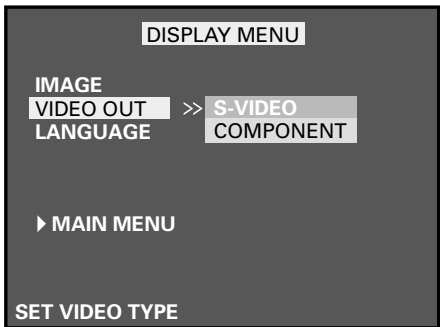 DISPLAY MENU
IMAGE
VIDEO OUT >> S-VIDEO
LANGUAGE COMPONENT
MAIN MENU
SET VIDEO TYPE